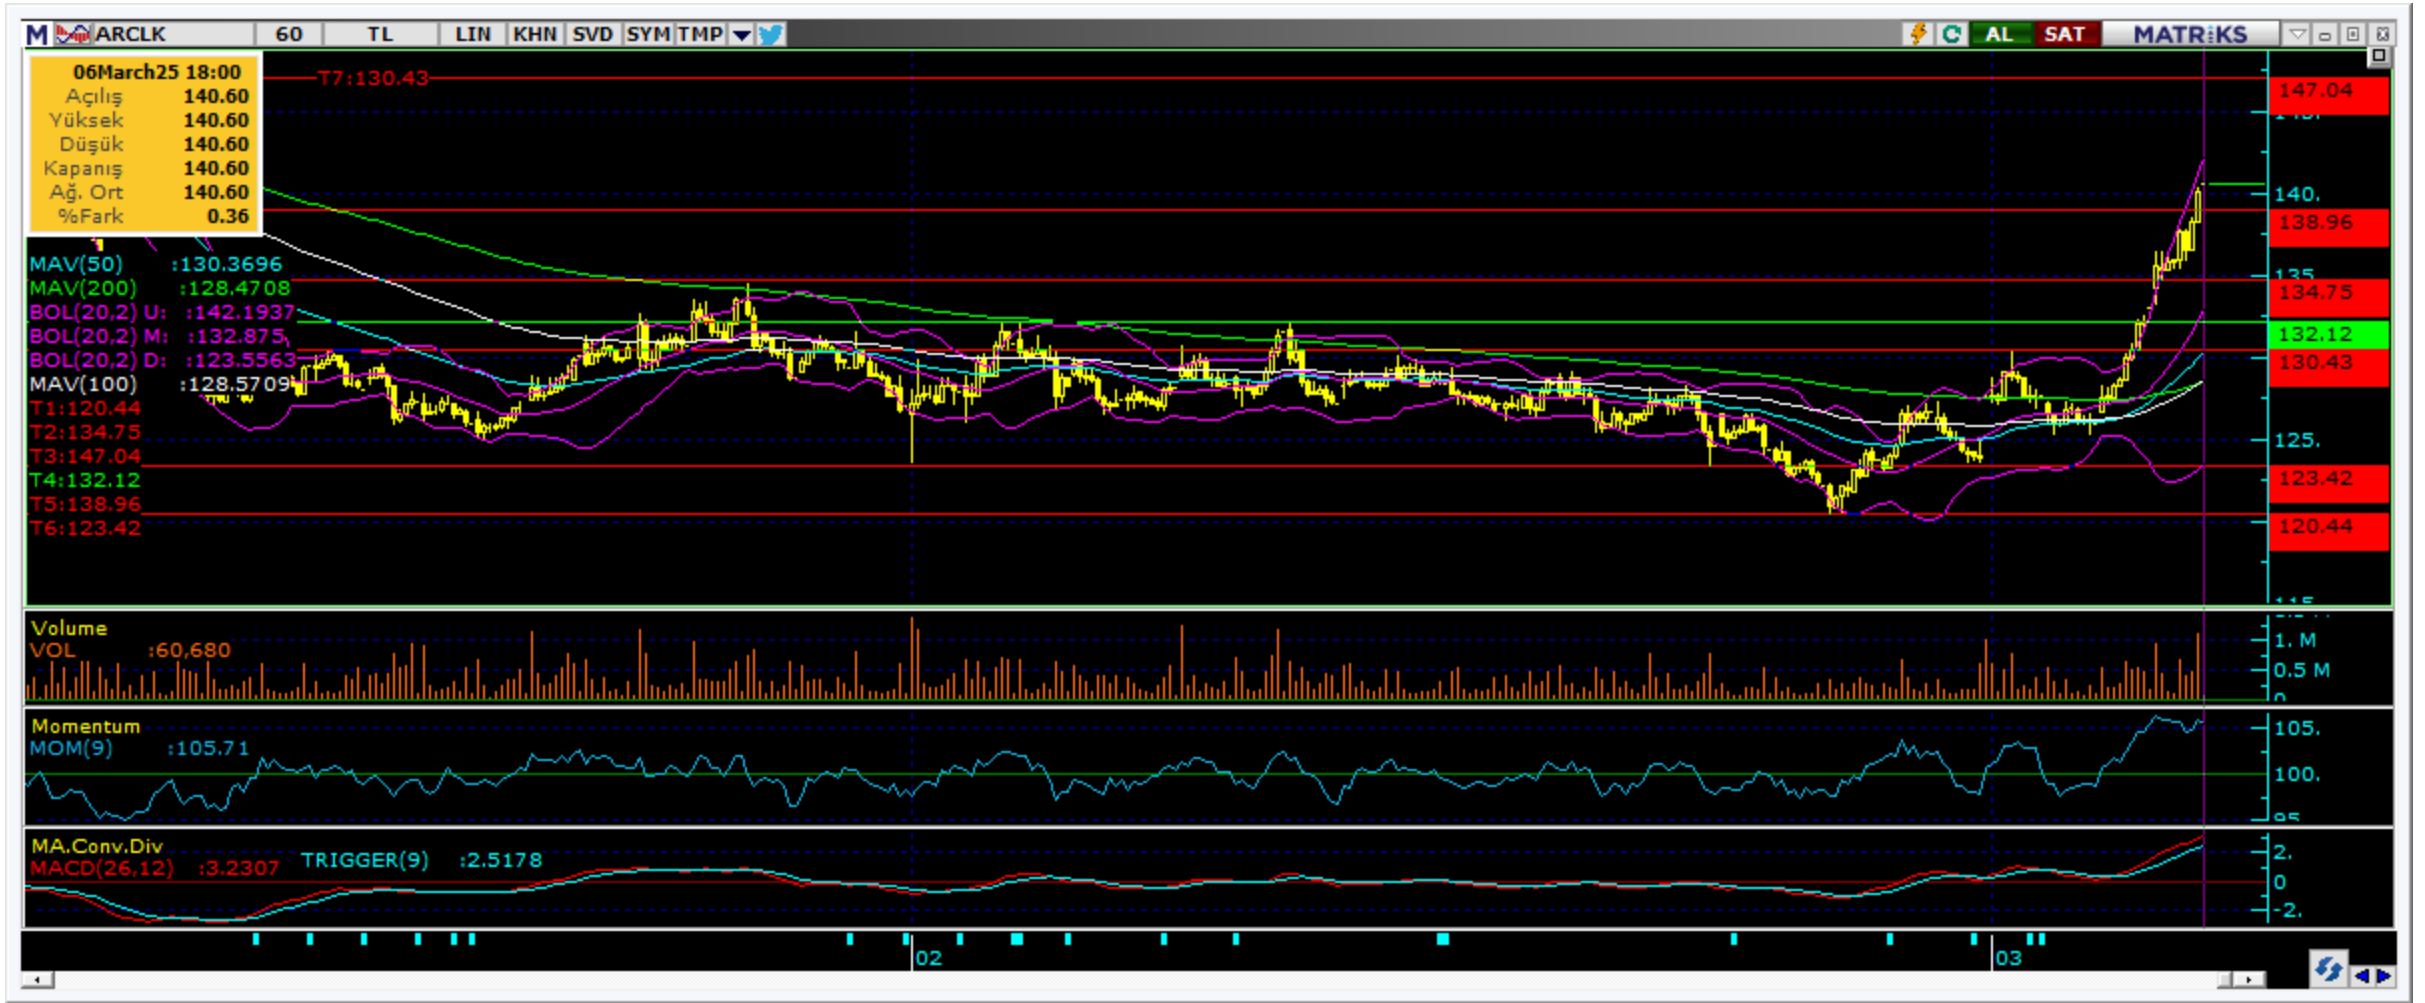 M ARCLK 60 TL LIN KHN SVD SYM TMP AL SAT MATRiKS
06March25 18:00
Açılış 140.60
Yüksek 140.60
Düşük 140.60
Kapanış 140.60
Ağ. Ort 140.60
%Fark 0.36
T7:130.43
MAV(50) :130.3696
MAV(200) :128.4708
BOL(20,2) U: :142.1937
BOL(20,2) M: :132.875
BOL(20,2) D: :123.5563
MAV(100) :128.5709
T1:120.44
T2:134.75
T3:147.04
T4:132.12
T5:138.96
T6:123.42
147.04
140.
138.96
135.
134.75
132.12
130.43
125.
123.42
120.44
115
Volume
VOL :60,680
1. M
0.5 M
0
Momentum
MOM(9) :105.71
105.
100.
95
MA.Conv.Div
MACD(26,12) :3.2307 TRIGGER(9) :2.5178
2.
0
-2.
02 03